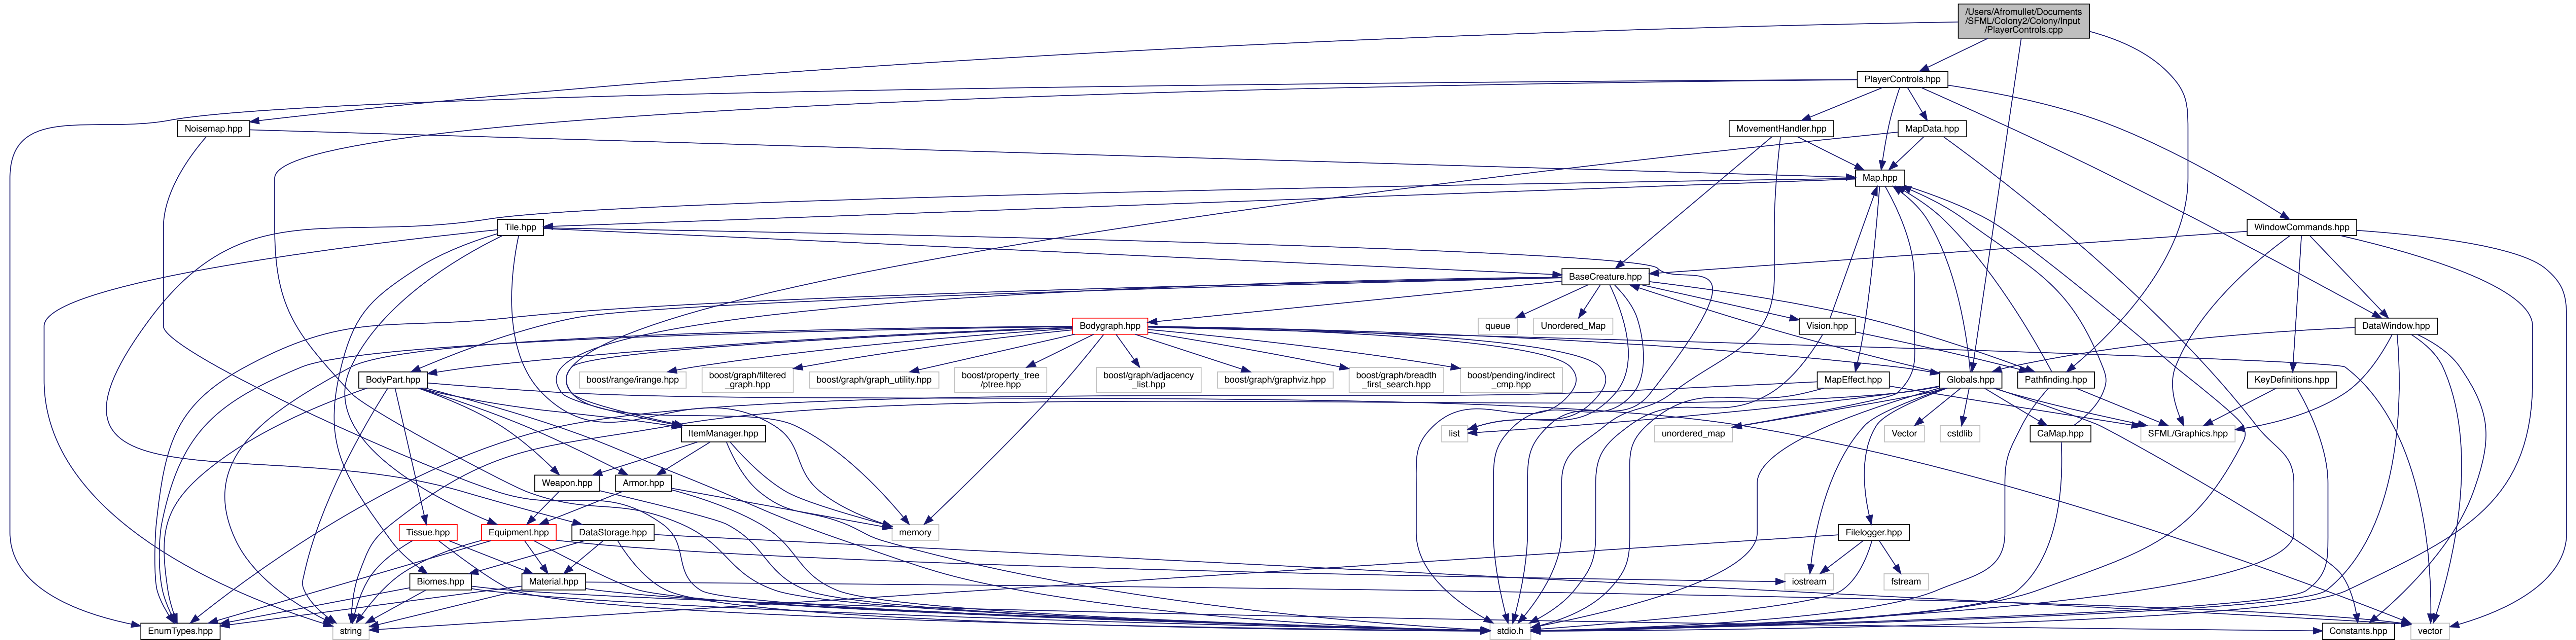 /Users/Afromullet/Documents
/SFML/Colony2/Colony/Input
/PlayerControls.cpp
PlayerControls.hpp
Noisemap.hpp
MovementHandler.hpp
MapData.hpp
Map.hpp
Tile.hpp
WindowCommands.hpp
BaseCreature.hpp
Bodygraph.hpp
queue
Unordered_Map
Vision.hpp
DataWindow.hpp
BodyPart.hpp
boost/range/irange.hpp
boost/graph/filtered
_graph.hpp
boost/graph/graph_utility.hpp
boost/property_tree
/ptree.hpp
boost/graph/adjacency
_list.hpp
boost/graph/graphviz.hpp
boost/graph/breadth
_first_search.hpp
boost/pending/indirect
_cmp.hpp
MapEffect.hpp
Globals.hpp
Pathfinding.hpp
KeyDefinitions.hpp
ItemManager.hpp
list
unordered_map
Vector
cstdlib
CaMap.hpp
SFML/Graphics.hpp
Weapon.hpp
Armor.hpp
Tissue.hpp
Equipment.hpp
DataStorage.hpp
memory
Filelogger.hpp
Biomes.hpp
Material.hpp
iostream
fstream
EnumTypes.hpp
string
stdio.h
Constants.hpp
vector